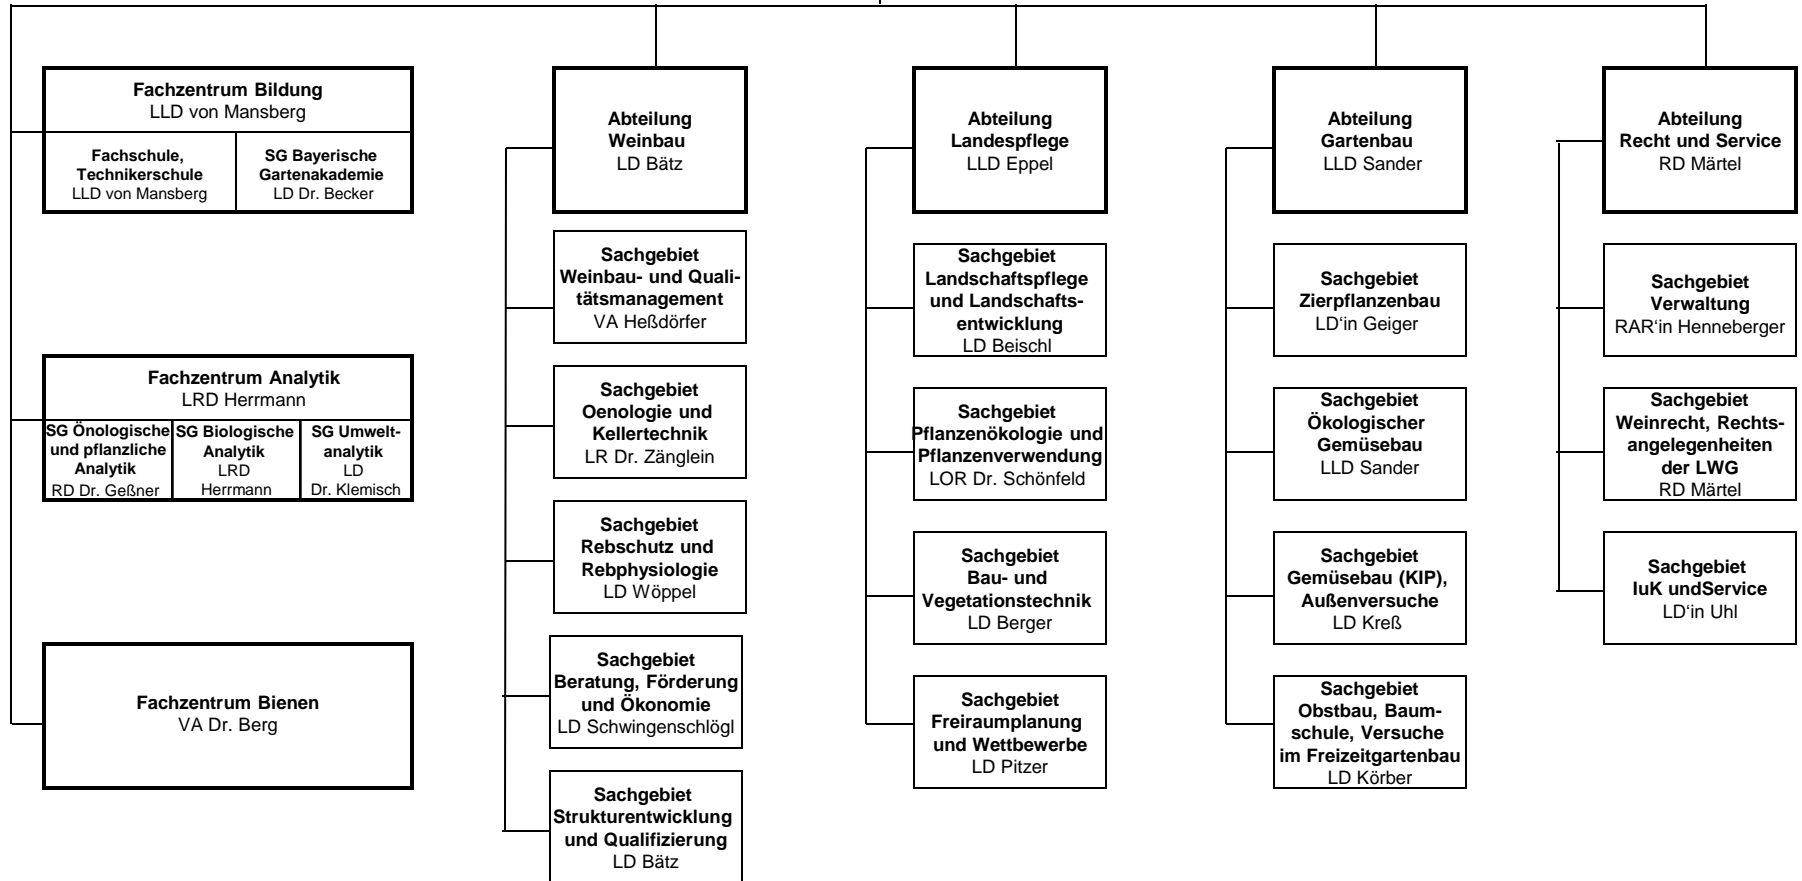 Fachzentrum Bildung
LLD von Mansberg
Fachschule,
Technikerschule
LLD von Mansberg
SG Bayerische
Gartenakademie
LD Dr. Becker
Fachzentrum Analytik
LRD Herrmann
SG Önologische
und pflanzliche
Analytik
RD Dr. Geßner
SG Biologische
Analytik
LRD
Herrmann
SG Umwelt-
analytik
LD
Dr. Klemisch
Fachzentrum Bienen
VA Dr. Berg
Abteilung
Weinbau
LD Bätz
Sachgebiet
Weinbau- und Quali-
tätsmanagement
VA Heßdörfer
Sachgebiet
Oenologie und
Kellertechnik
LR Dr. Zänglein
Sachgebiet
Rebschutz und
Rebphysiologie
LD Wöppel
Sachgebiet
Beratung, Förderung
und Ökonomie
LD Schwingenschlögl
Sachgebiet
Strukturentwicklung
und Qualifizierung
LD Bätz
Abteilung
Landespflege
LLD Eppel
Sachgebiet
Landschaftspflege
und Landschafts-
entwicklung
LD Beischl
Sachgebiet
Pflanzenökologie und
Pflanzenverwendung
LOR Dr. Schönfeld
Sachgebiet
Bau- und
Vegetationstechnik
LD Berger
Sachgebiet
Freiraumplanung
und Wettbewerbe
LD Pitzer
Abteilung
Gartenbau
LLD Sander
Sachgebiet
Zierpflanzenbau
LD‘in Geiger
Sachgebiet
Ökologischer
Gemüsebau
LLD Sander
Sachgebiet
Gemüsebau (KIP),
Außenversuche
LD Kreß
Sachgebiet
Obstbau, Baum-
schule, Versuche
im Freizeitgartenbau
LD Körber
Abteilung
Recht und Service
RD Märtel
Sachgebiet
Verwaltung
RAR‘in Henneberger
Sachgebiet
Weinrecht, Rechts-
angelegenheiten
der LWG
RD Märtel
Sachgebiet
IuK undService
LD‘in Uhl